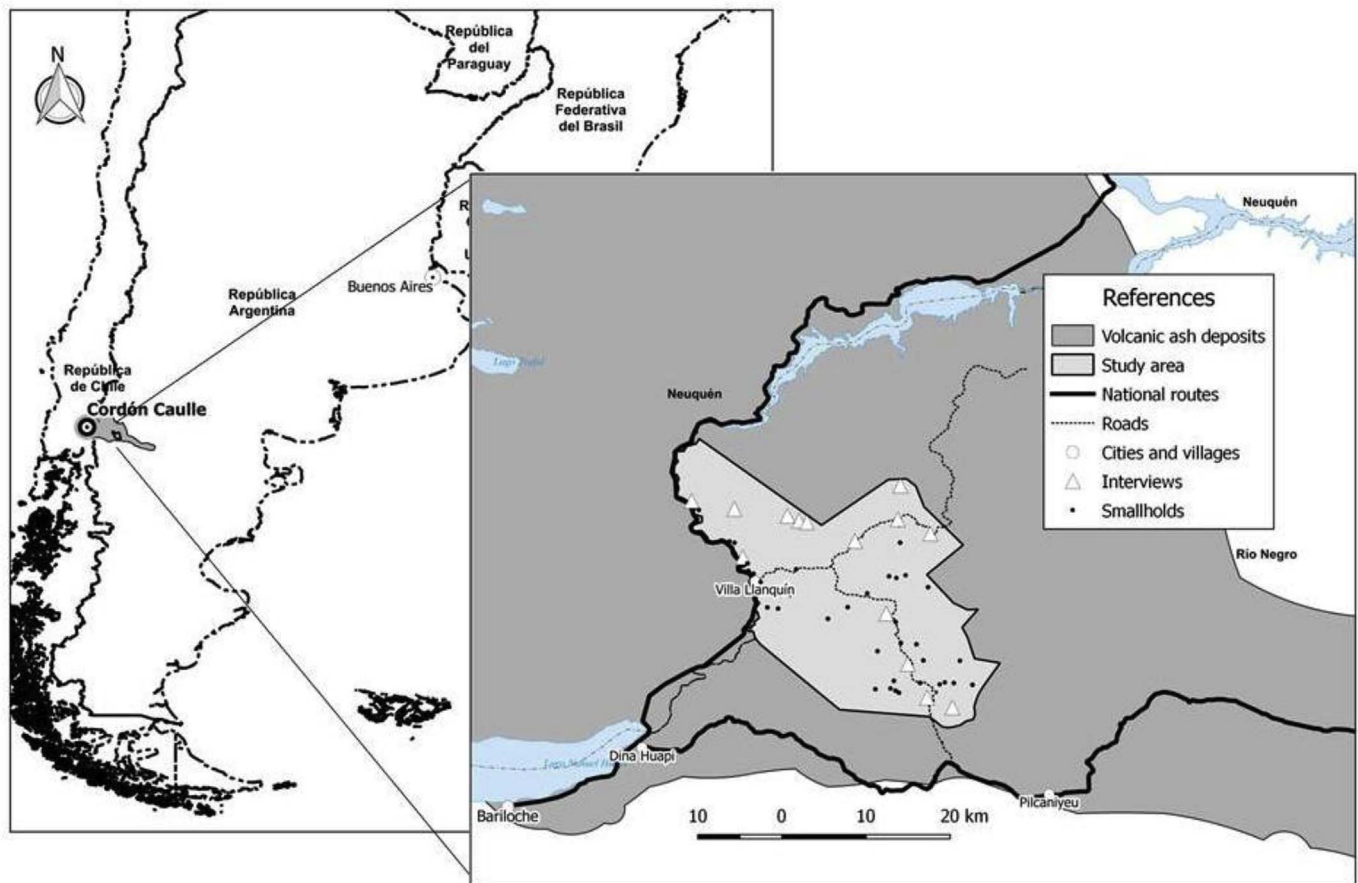 N
República
del
Paraguay
República
Federativa
del Brasil
Buenos Aires
República
Argentina
República
de Chile
Cordón Caulle
Neuquén
References
Volcanic ash deposits
Study area
National routes
Roads
Cities and villages
Interviews
Smallholds
Neuquén
Río Negro
Villa Llanquín
Dina Huapi
Bariloche
Pilcaniyeu
10 0 10 20 km